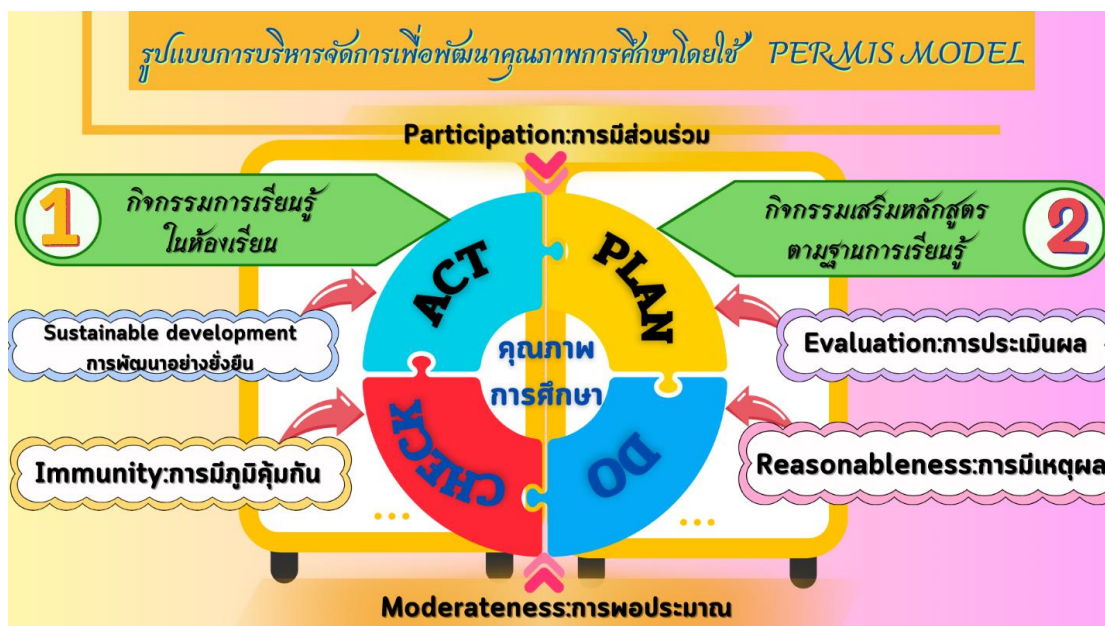 รูปแบบการบริหารจัดการเพื่อพัฒนาคุณภาพการศึกษาโดยใช้ PERMIS MODEL
Participation:การมีส่วนร่วม
1
กิจกรรมการเรียนรู้
ในห้องเรียน
กิจกรรมเสริมหลักสูตร
ตามฐานการเรียนรู้
2
ACT
PLAN
Sustainable development
การพัฒนาอย่างยั่งยืน
คุณภาพ
การศึกษา
Evaluation:การประเมินผล
Immunity:การมีภูมิคุ้มกัน
CHECK
DO
Reasonableness:การมีเหตุผล
Moderateness:การพอประมาณ